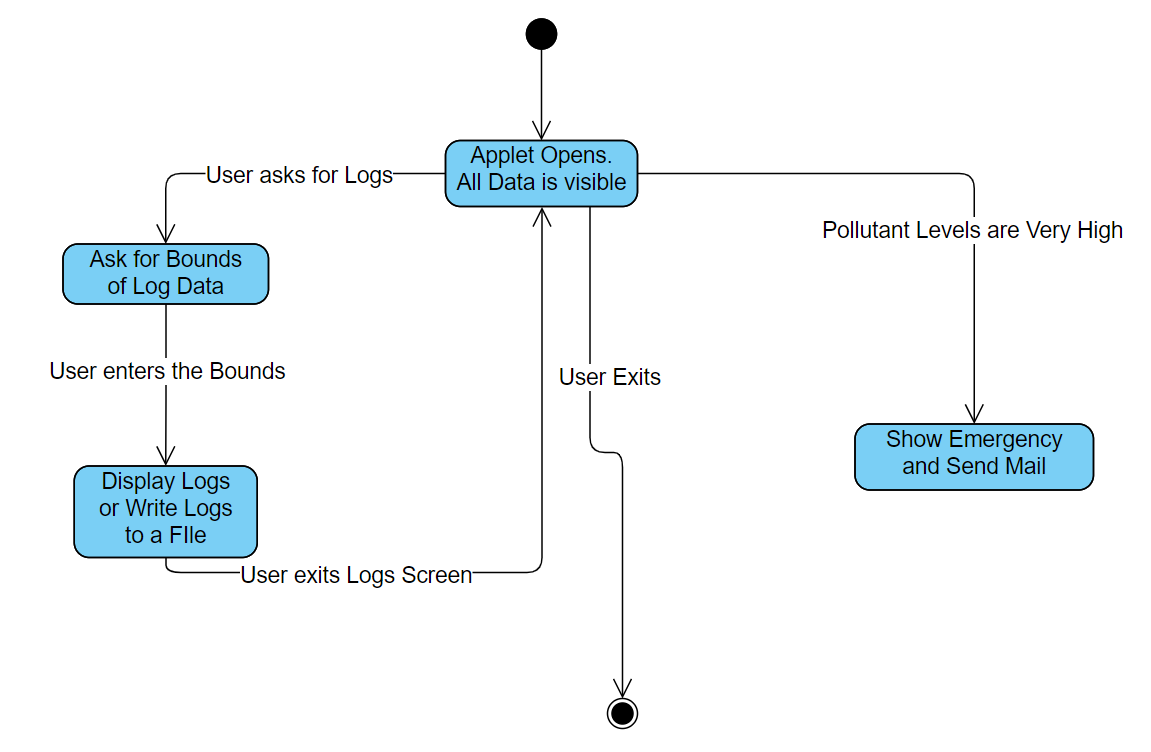 Applet Opens.
All Data is visible
User asks for Logs
Pollutant Levels are Very High
Ask for Bounds
of Log Data
User enters the Bounds
User Exits
Show Emergency
and Send Mail
Display Logs
or Write Logs
to a FIle
User exits Logs Screen